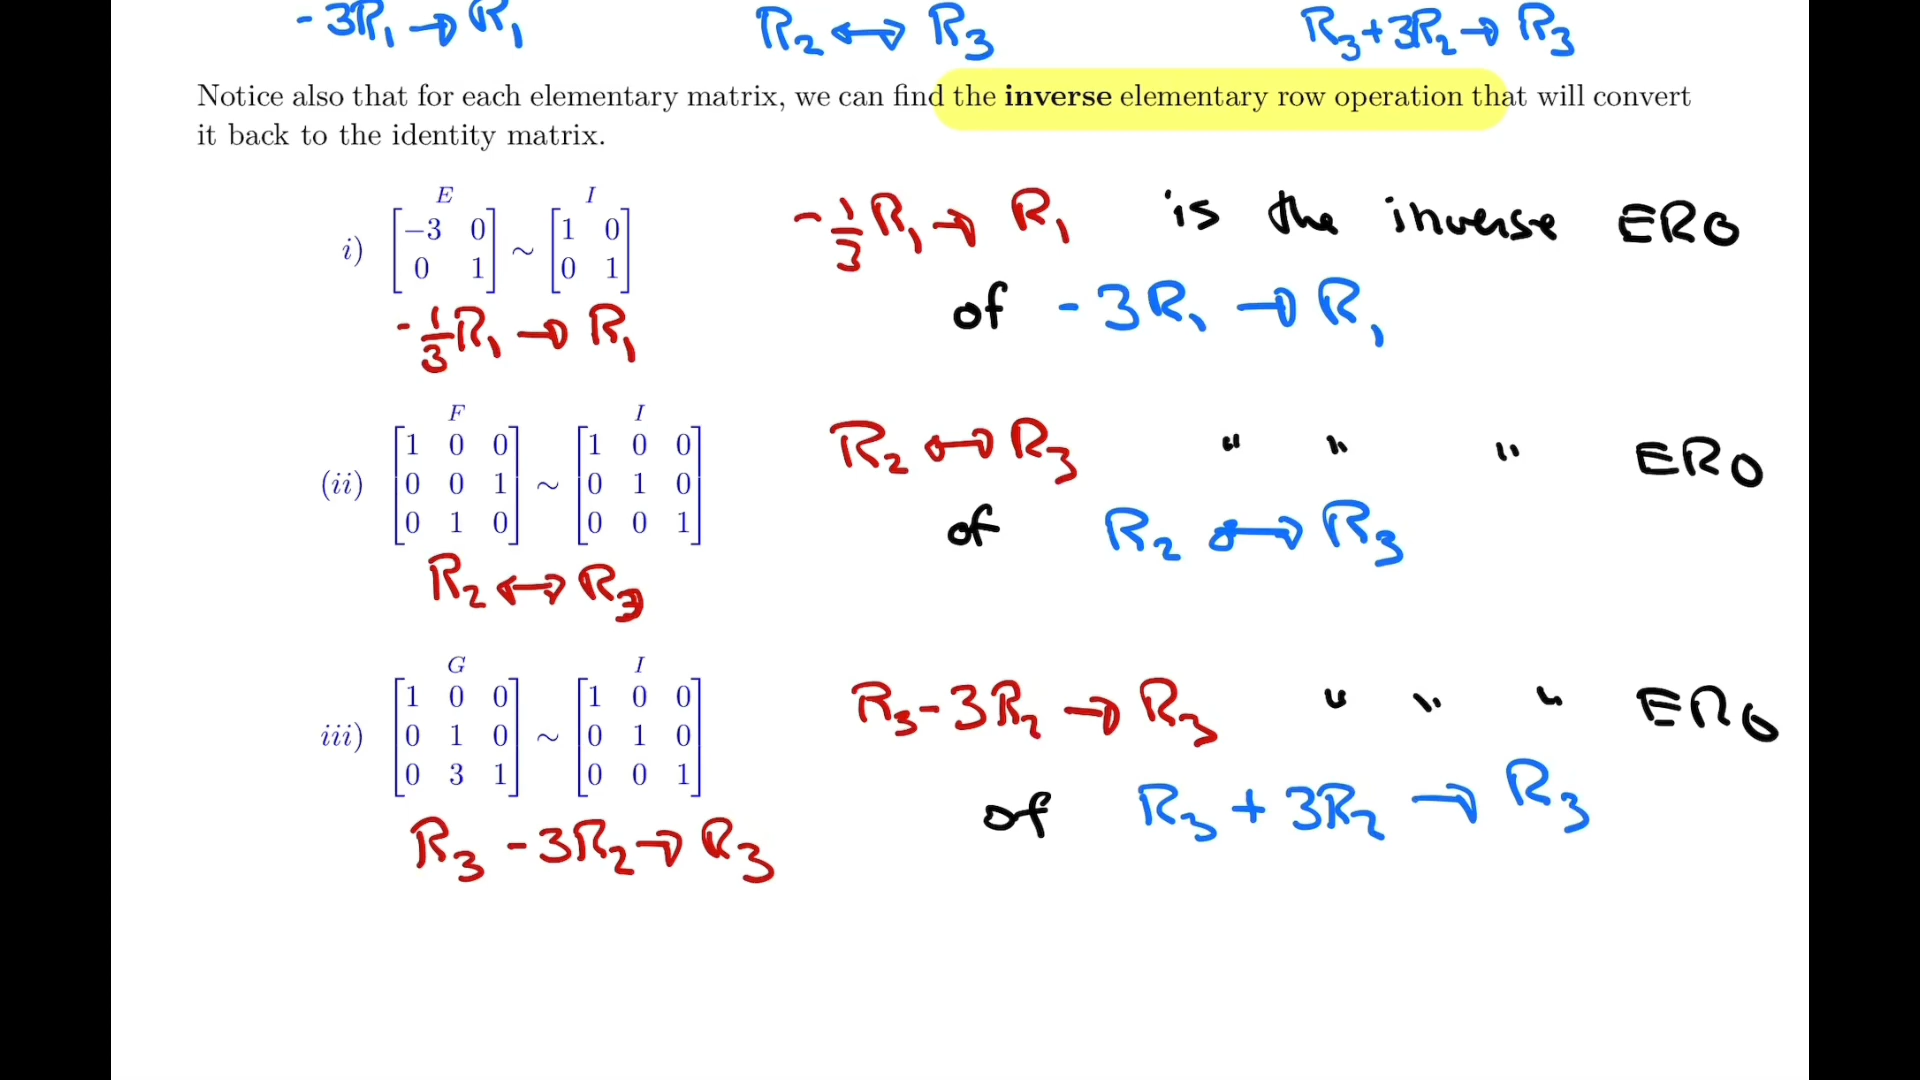 -3R₁ → R₁ R₂ ↔ R₃ R₃+3R₂ → R₃
Notice also that for each elementary matrix, we can find the inverse elementary row operation that will convert
it back to the identity matrix.
E I
i) [−3 0; 0 1] ∼ [1 0; 0 1] -1/3 R₁ → R₁ is the inverse ERO
-1/3 R₁ → R₁ of -3R₁ → R₁
F I
(ii) [1 0 0; 0 0 1; 0 1 0] ∼ [1 0 0; 0 1 0; 0 0 1] R₂ ↔ R₃ " " " ERO
of R₂ ↔ R₃
R₂ ↔ R₃
G I
iii) [1 0 0; 0 1 0; 0 3 1] ∼ [1 0 0; 0 1 0; 0 0 1] R₃-3R₂ → R₃ " " " ERO
of R₃ + 3R₂ → R₃
R₃ - 3R₂ → R₃